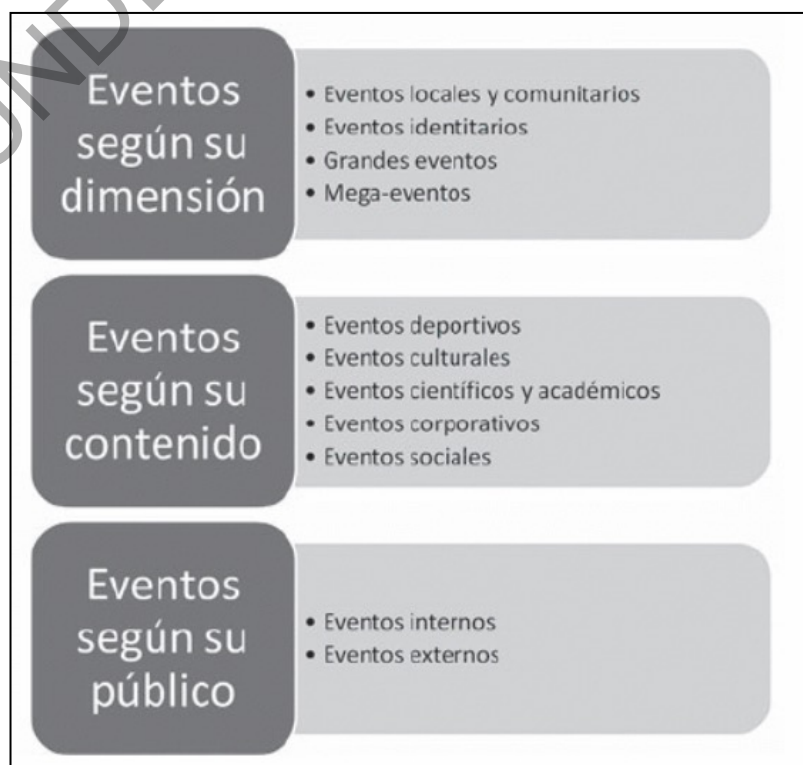 Eventos
según su
dimensión
• Eventos locales y comunitarios
• Eventos identitarios
• Grandes eventos
• Mega-eventos
Eventos
según su
contenido
• Eventos deportivos
• Eventos culturales
• Eventos científicos y académicos
• Eventos corporativos
• Eventos sociales
Eventos
según su
público
• Eventos internos
• Eventos externos